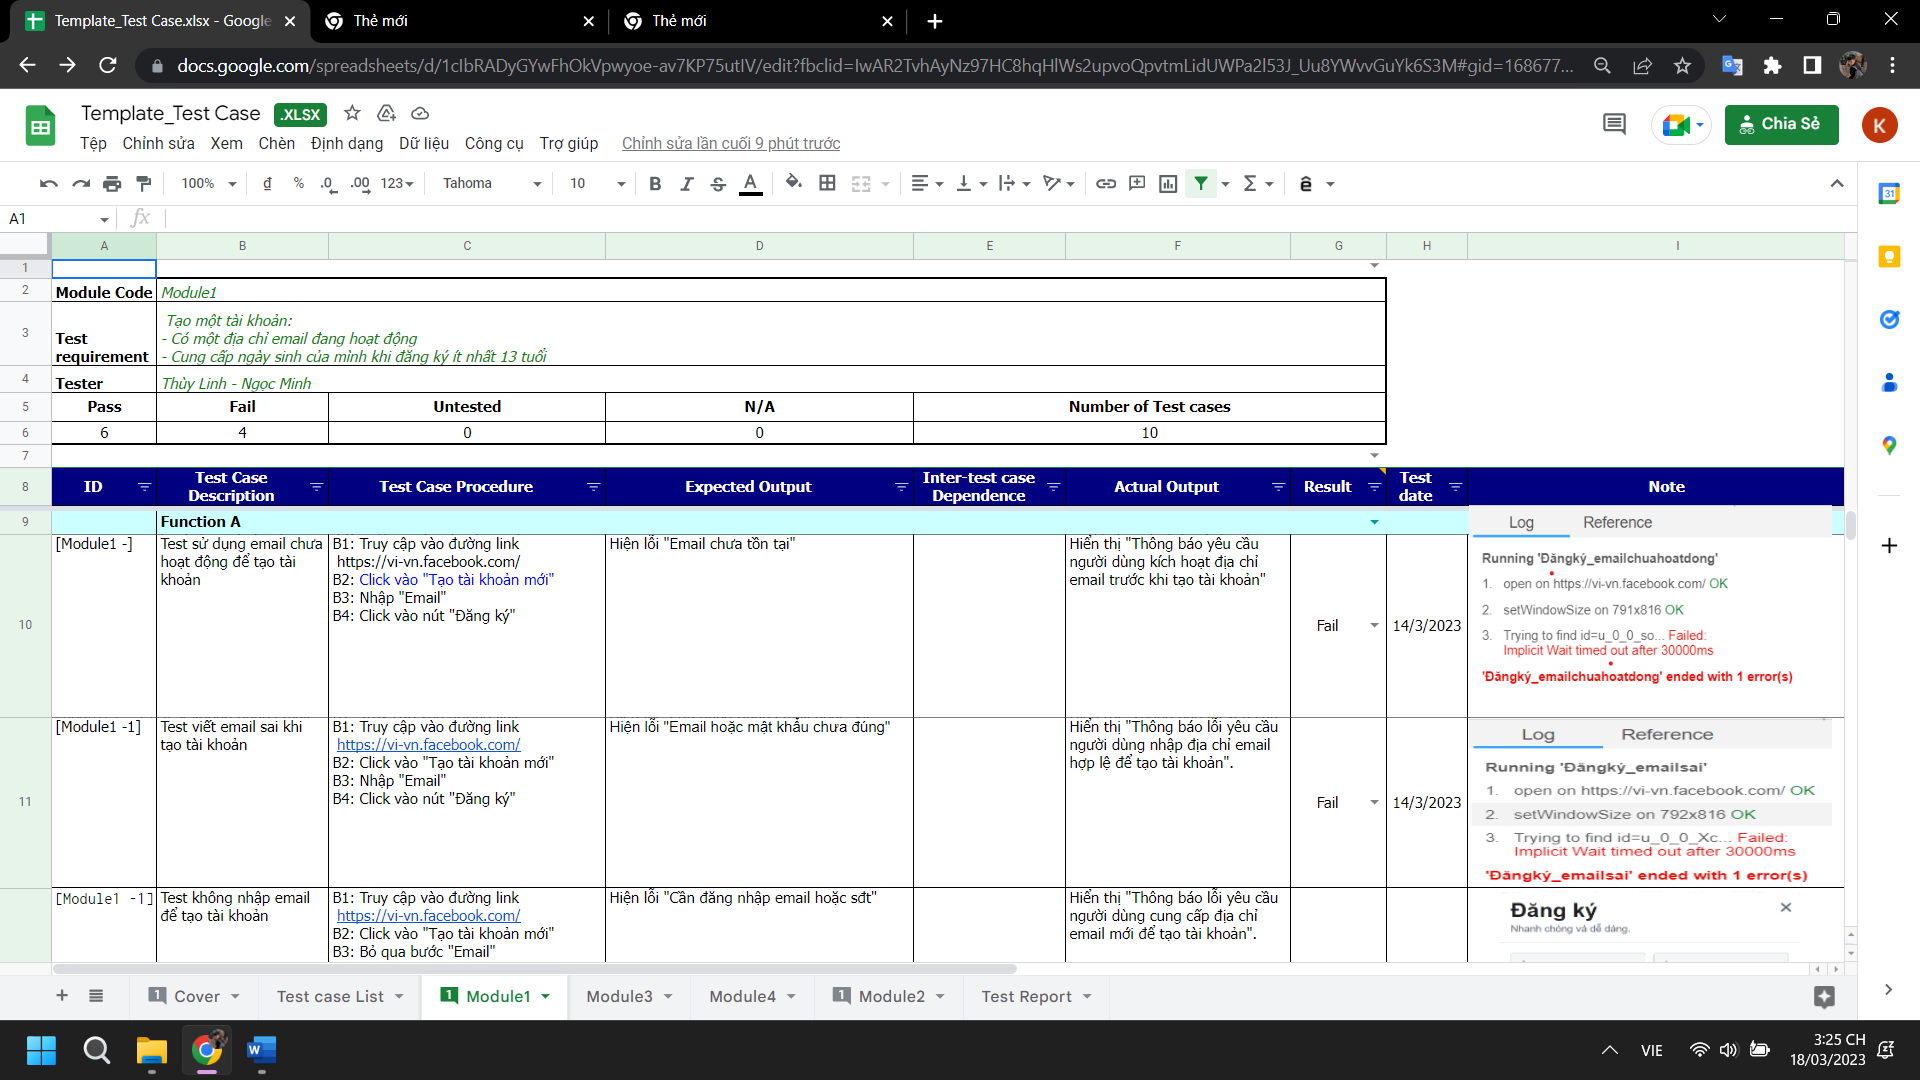 Template_Test Case.xlsx - Google
Thẻ mới
Thẻ mới
docs.google.com/spreadsheets/d/1cIbRADyGYwFhOkVpwyoe-av7KP75utIV/edit?fbclid=IwAR2TvhAyNz97HC8hqHlWs2upvoQpvtmLidUWPa2l53J_Uu8YWvvGuYk6S3M#gid=168677...
Template_Test Case .XLSX
Tệp Chỉnh sửa Xem Chèn Định dạng Dữ liệu Công cụ Trợ giúp Chỉnh sửa lần cuối 9 phút trước
Chia Sẻ
K
100% đ % .0 .00 123 Tahoma 10 B I S A Σ ê
31
A1 fx
A B C D E F G H I
1
2 Module Code Module1
3 Test requirement
Tạo một tài khoản:
- Có một địa chỉ email đang hoạt động
- Cung cấp ngày sinh của mình khi đăng ký ít nhất 13 tuổi
4 Tester Thùy Linh - Ngọc Minh
5 Pass Fail Untested N/A Number of Test cases
6 6 4 0 0 10
7
8 ID Test Case Description Test Case Procedure Expected Output Inter-test case Dependence Actual Output Result Test date Note
9 Function A
10
[Module1 -]
Test sử dụng email chưa
hoạt động để tạo tài
khoản
B1: Truy cập vào đường link
https://vi-vn.facebook.com/
B2: Click vào "Tạo tài khoản mới"
B3: Nhập "Email"
B4: Click vào nút "Đăng ký"
Hiện lỗi "Email chưa tồn tại"
Hiển thị "Thông báo yêu cầu
người dùng kích hoạt địa chỉ
email trước khi tạo tài khoản"
Fail
14/3/2023
Log Reference
Running 'Đăngký_emailchuahoatdong'
1. open on https://vi-vn.facebook.com/ OK
2. setWindowSize on 791x816 OK
3. Trying to find id=u_0_0_so... Failed:
Implicit Wait timed out after 30000ms
'Đăngký_emailchuahoatdong' ended with 1 error(s)
11
[Module1 -1]
Test viết email sai khi
tạo tài khoản
B1: Truy cập vào đường link
https://vi-vn.facebook.com/
B2: Click vào "Tạo tài khoản mới"
B3: Nhập "Email"
B4: Click vào nút "Đăng ký"
Hiện lỗi "Email hoặc mật khẩu chưa đúng"
Hiển thị "Thông báo lỗi yêu cầu
người dùng nhập địa chỉ email
hợp lệ để tạo tài khoản".
Fail
14/3/2023
Log Reference
Running 'Đăngký_emailsai'
1. open on https://vi-vn.facebook.com/ OK
2. setWindowSize on 792x816 OK
3. Trying to find id=u_0_0_Xc... Failed:
Implicit Wait timed out after 30000ms
'Đăngký_emailsai' ended with 1 error(s)
[Module1 -1]
Test không nhập email
để tạo tài khoản
B1: Truy cập vào đường link
https://vi-vn.facebook.com/
B2: Click vào "Tạo tài khoản mới"
B3: Bỏ qua bước "Email"
Hiện lỗi "Cần đăng nhập email hoặc sđt"
Hiển thị "Thông báo lỗi yêu cầu
người dùng cung cấp địa chỉ
email mới để tạo tài khoản".
Đăng ký
Nhanh chóng và dễ dàng.
1 Cover Test case List 1 Module1 Module3 Module4 1 Module2 Test Report
VIE
3:25 CH
18/03/2023